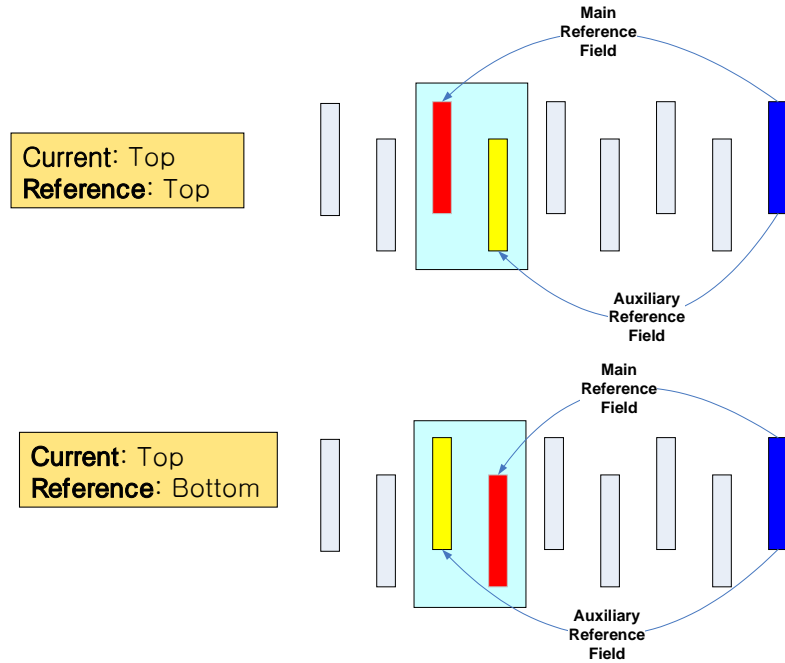 Main
Reference
Field
Current: Top
Reference: Top
Auxiliary
Reference
Field
Main
Reference
Field
Current: Top
Reference: Bottom
Auxiliary
Reference
Field